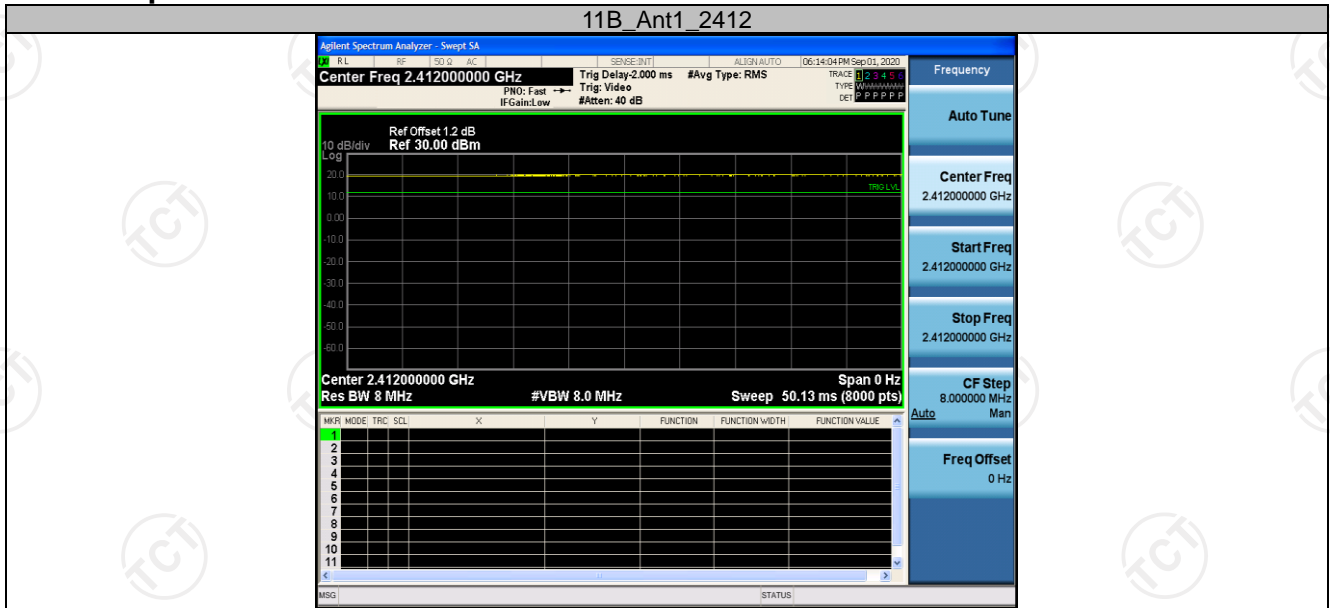 11B_Ant1_2412
Agilent Spectrum Analyzer - Swept SA
RL RF 50 Ω AC SENSE:INT ALIGN AUTO 06:14:04 PM Sep 01, 2020
Center Freq 2.412000000 GHz
PNO: Fast
IFGain:Low
Trig Delay-2.000 ms
Trig: Video
#Atten: 40 dB
#Avg Type: RMS
TRACE 1 2 3 4 5 6
TYPE W
DET P P P P P P
Ref Offset 1.2 dB
10 dB/div Ref 30.00 dBm
Log
20.0
TRIG LVL
10.0
0.00
-10.0
-20.0
-30.0
-40.0
-50.0
-60.0
Center 2.412000000 GHz Span 0 Hz
Res BW 8 MHz #VBW 8.0 MHz Sweep 50.13 ms (8000 pts)
MKR MODE TRC SCL X Y FUNCTION FUNCTION WIDTH FUNCTION VALUE
1
2
3
4
5
6
7
8
9
10
11
MSG STATUS
Frequency
Auto Tune
Center Freq
2.412000000 GHz
Start Freq
2.412000000 GHz
Stop Freq
2.412000000 GHz
CF Step
8.000000 MHz
Auto Man
Freq Offset
0 Hz
TCT
TCT
TCT
TCT